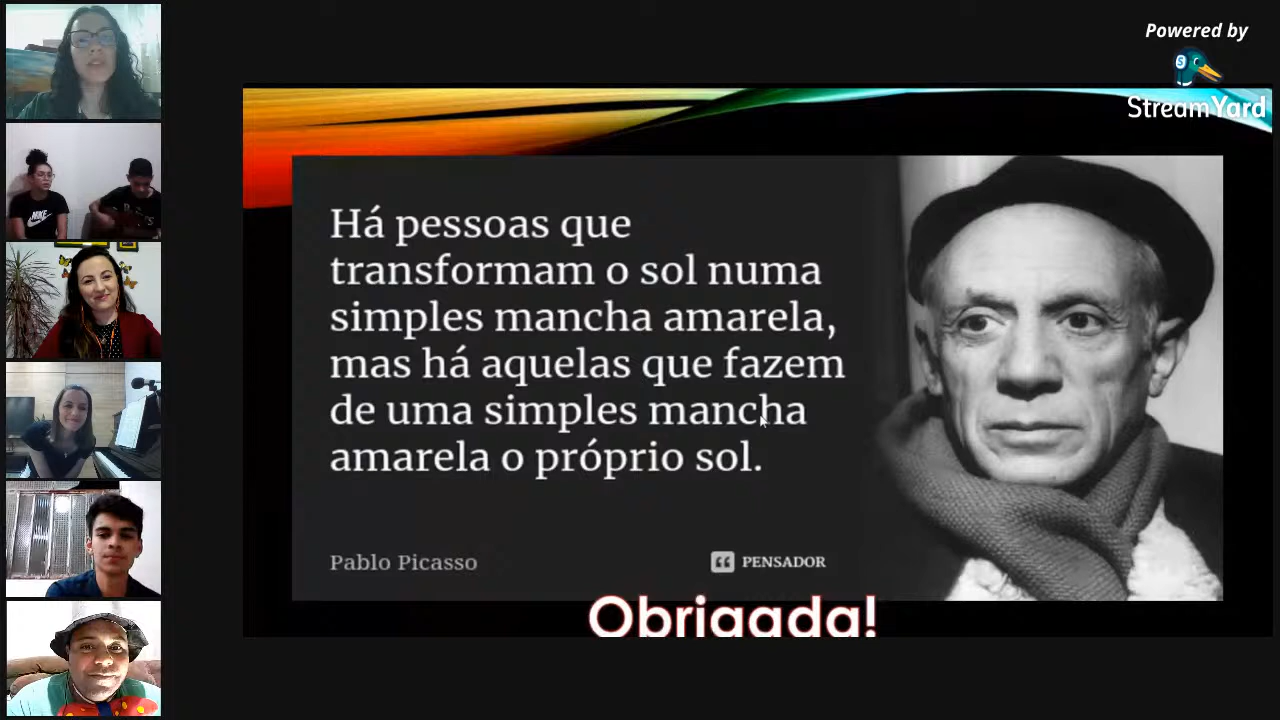 Powered by
StreamYard
Há pessoas que
transformam o sol numa
simples mancha amarela,
mas há aquelas que fazem
de uma simples mancha
amarela o próprio sol.
Pablo Picasso
PENSADOR
Obrigada!
NIKE